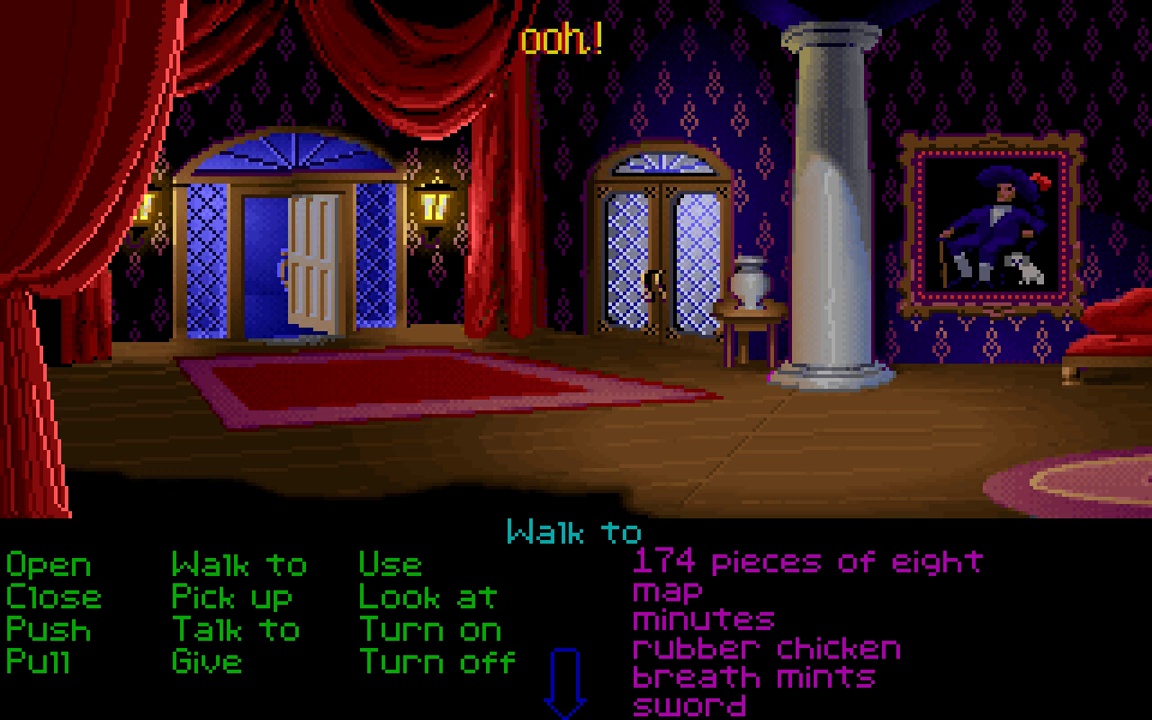 ooh!
Walk to
Open Walk to Use
Close Pick up Look at
Push Talk to Turn on
Pull Give Turn off
174 pieces of eight
map
minutes
rubber chicken
breath mints
sword